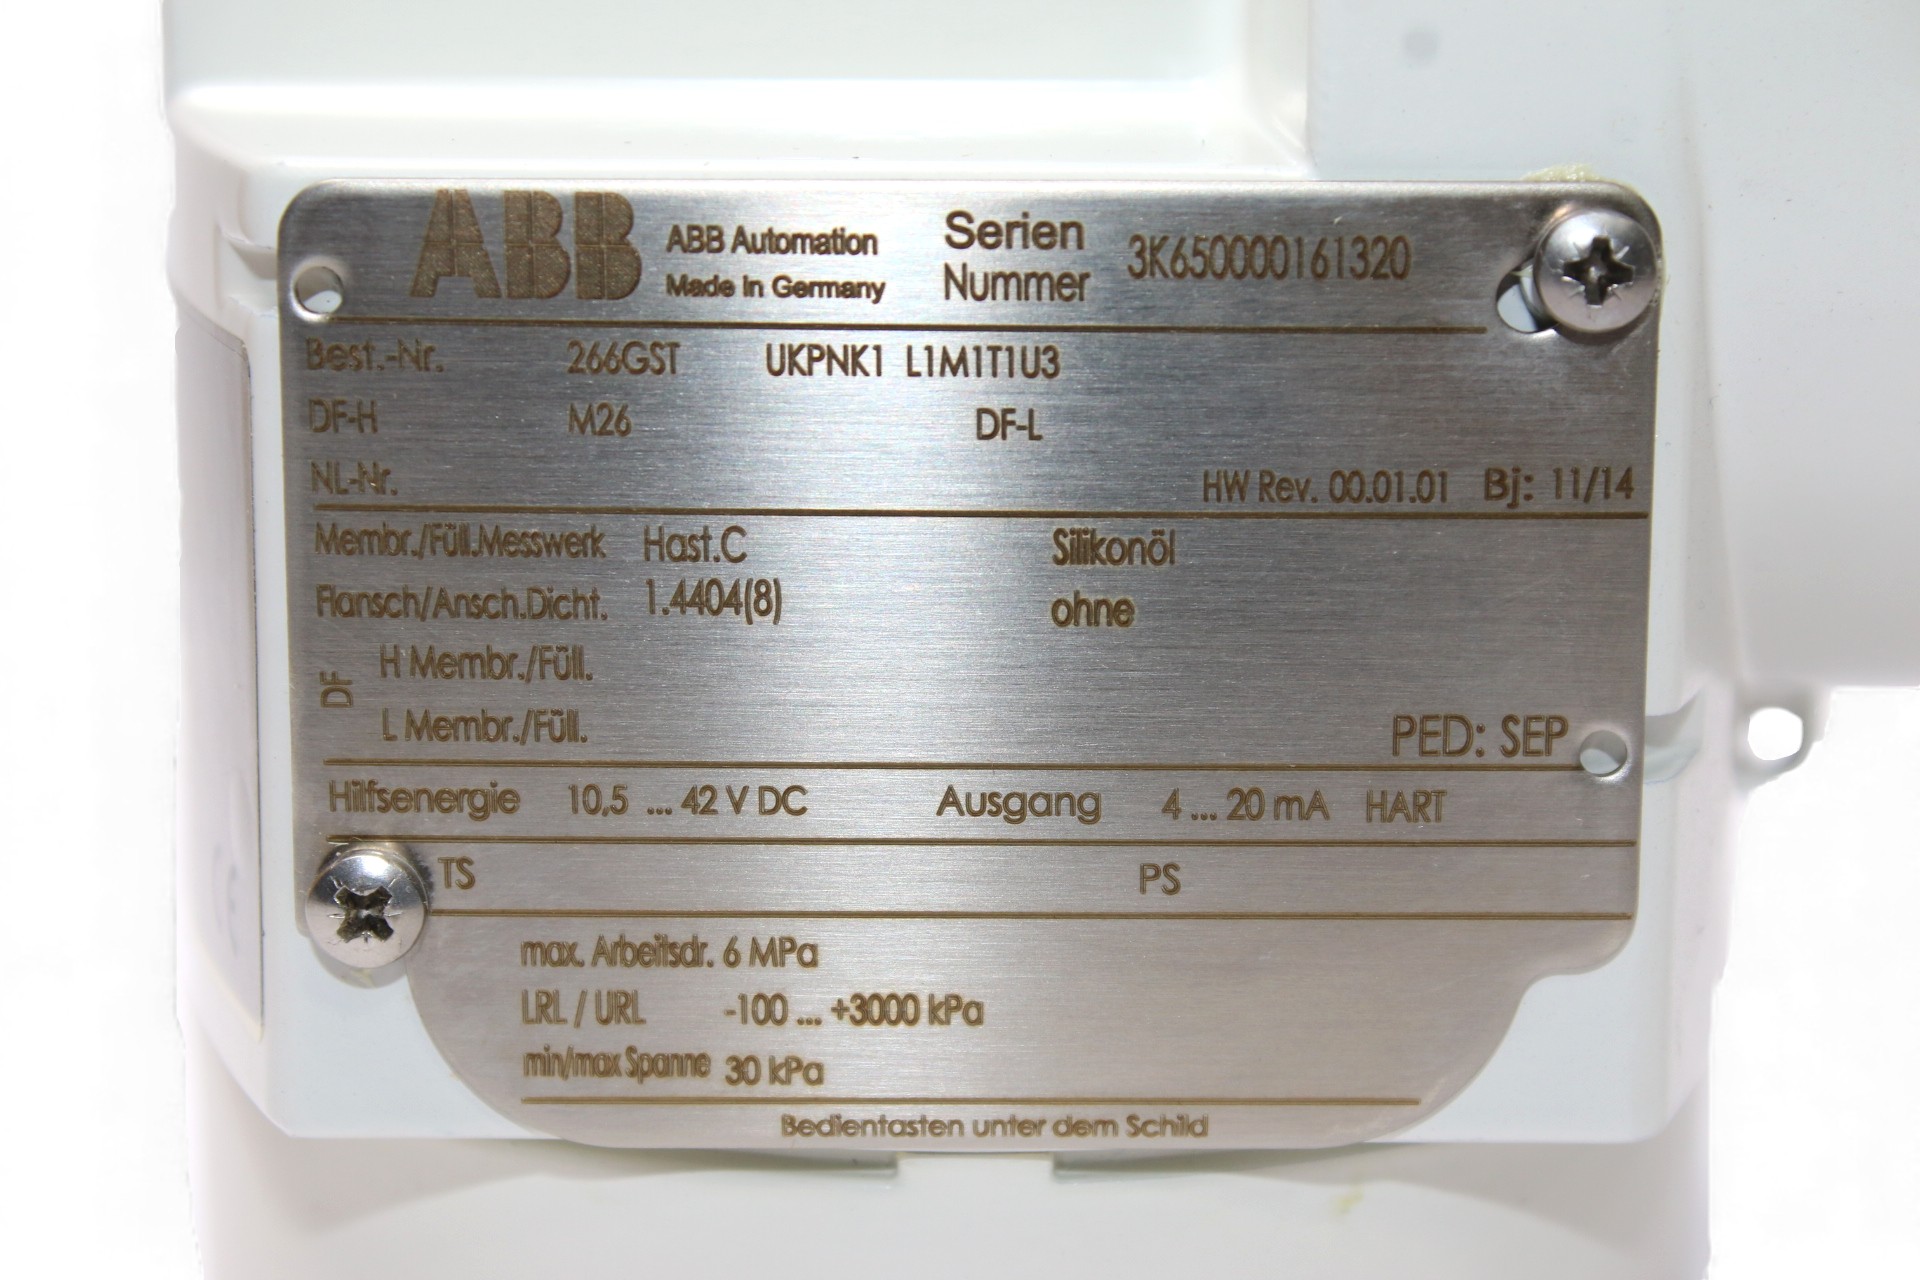 ABB ABB Automation Made in Germany Serien Nummer 3K650000161320
Best.-Nr. 266GST UKPNK1 L1M1T1U3
DF-H M26 DF-L
NL-Nr. HW Rev. 00.01.01 Bj: 11/14
Membr./Füll.Messwerk Hast.C Silikonöl
Flansch/Ansch.Dicht. 1.4404(8) ohne
DF
H Membr./Füll.
L Membr./Füll.
PED: SEP
Hilfsenergie 10,5 ... 42 V DC Ausgang 4 ... 20 mA HART
TS PS
max. Arbeitsdr. 6 MPa
LRL / URL -100 ... +3000 kPa
min/max Spanne 30 kPa
Bedientasten unter dem Schild